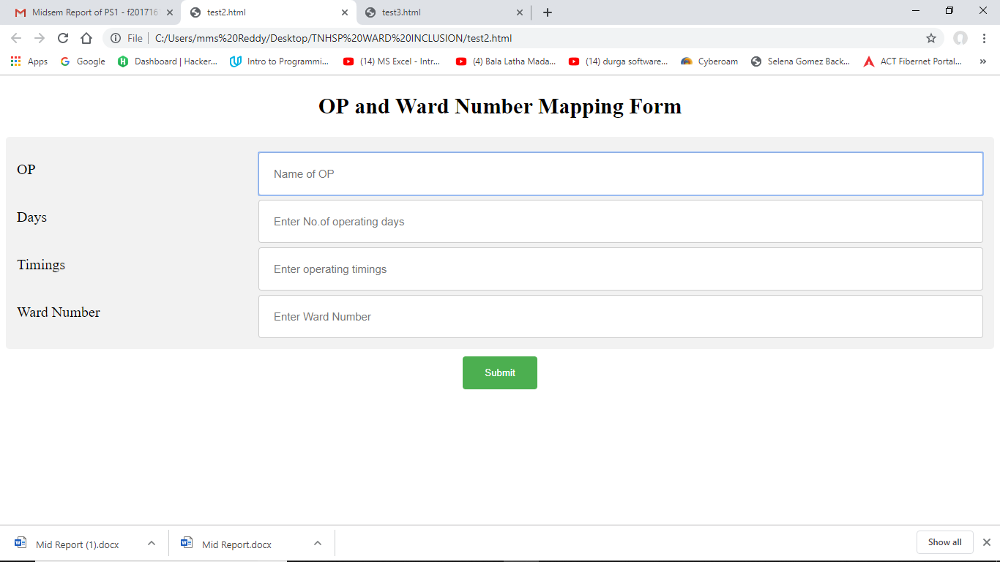 Midsem Report of PS1 - f201716
test2.html
test3.html
File
C:/Users/mms%20Reddy/Desktop/TNHSP%20WARD%20INCLUSION/test2.html
Apps
Google
Dashboard | Hacker...
Intro to Programmi...
(14) MS Excel - Intr...
(4) Bala Latha Mada...
(14) durga software...
Cyberoam
Selena Gomez Back...
ACT Fibernet Portal...
»
OP and Ward Number Mapping Form
OP
Name of OP
Days
Enter No.of operating days
Timings
Enter operating timings
Ward Number
Enter Ward Number
Submit
Mid Report (1).docx
Mid Report.docx
Show all